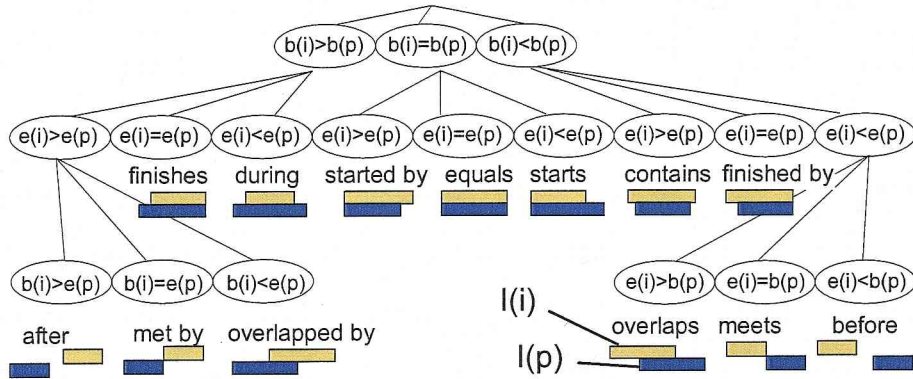 b(i)>b(p) b(i)=b(p) b(i)<b(p)
e(i)>e(p) e(i)=e(p) e(i)<e(p) e(i)>e(p) e(i)=e(p) e(i)<e(p) e(i)>e(p) e(i)=e(p) e(i)<e(p)
finishes during started by equals starts contains finished by
b(i)>e(p) b(i)=e(p) b(i)<e(p) e(i)>b(p) e(i)=b(p) e(i)<b(p)
I(i)
after met by overlapped by overlaps meets before
I(p)